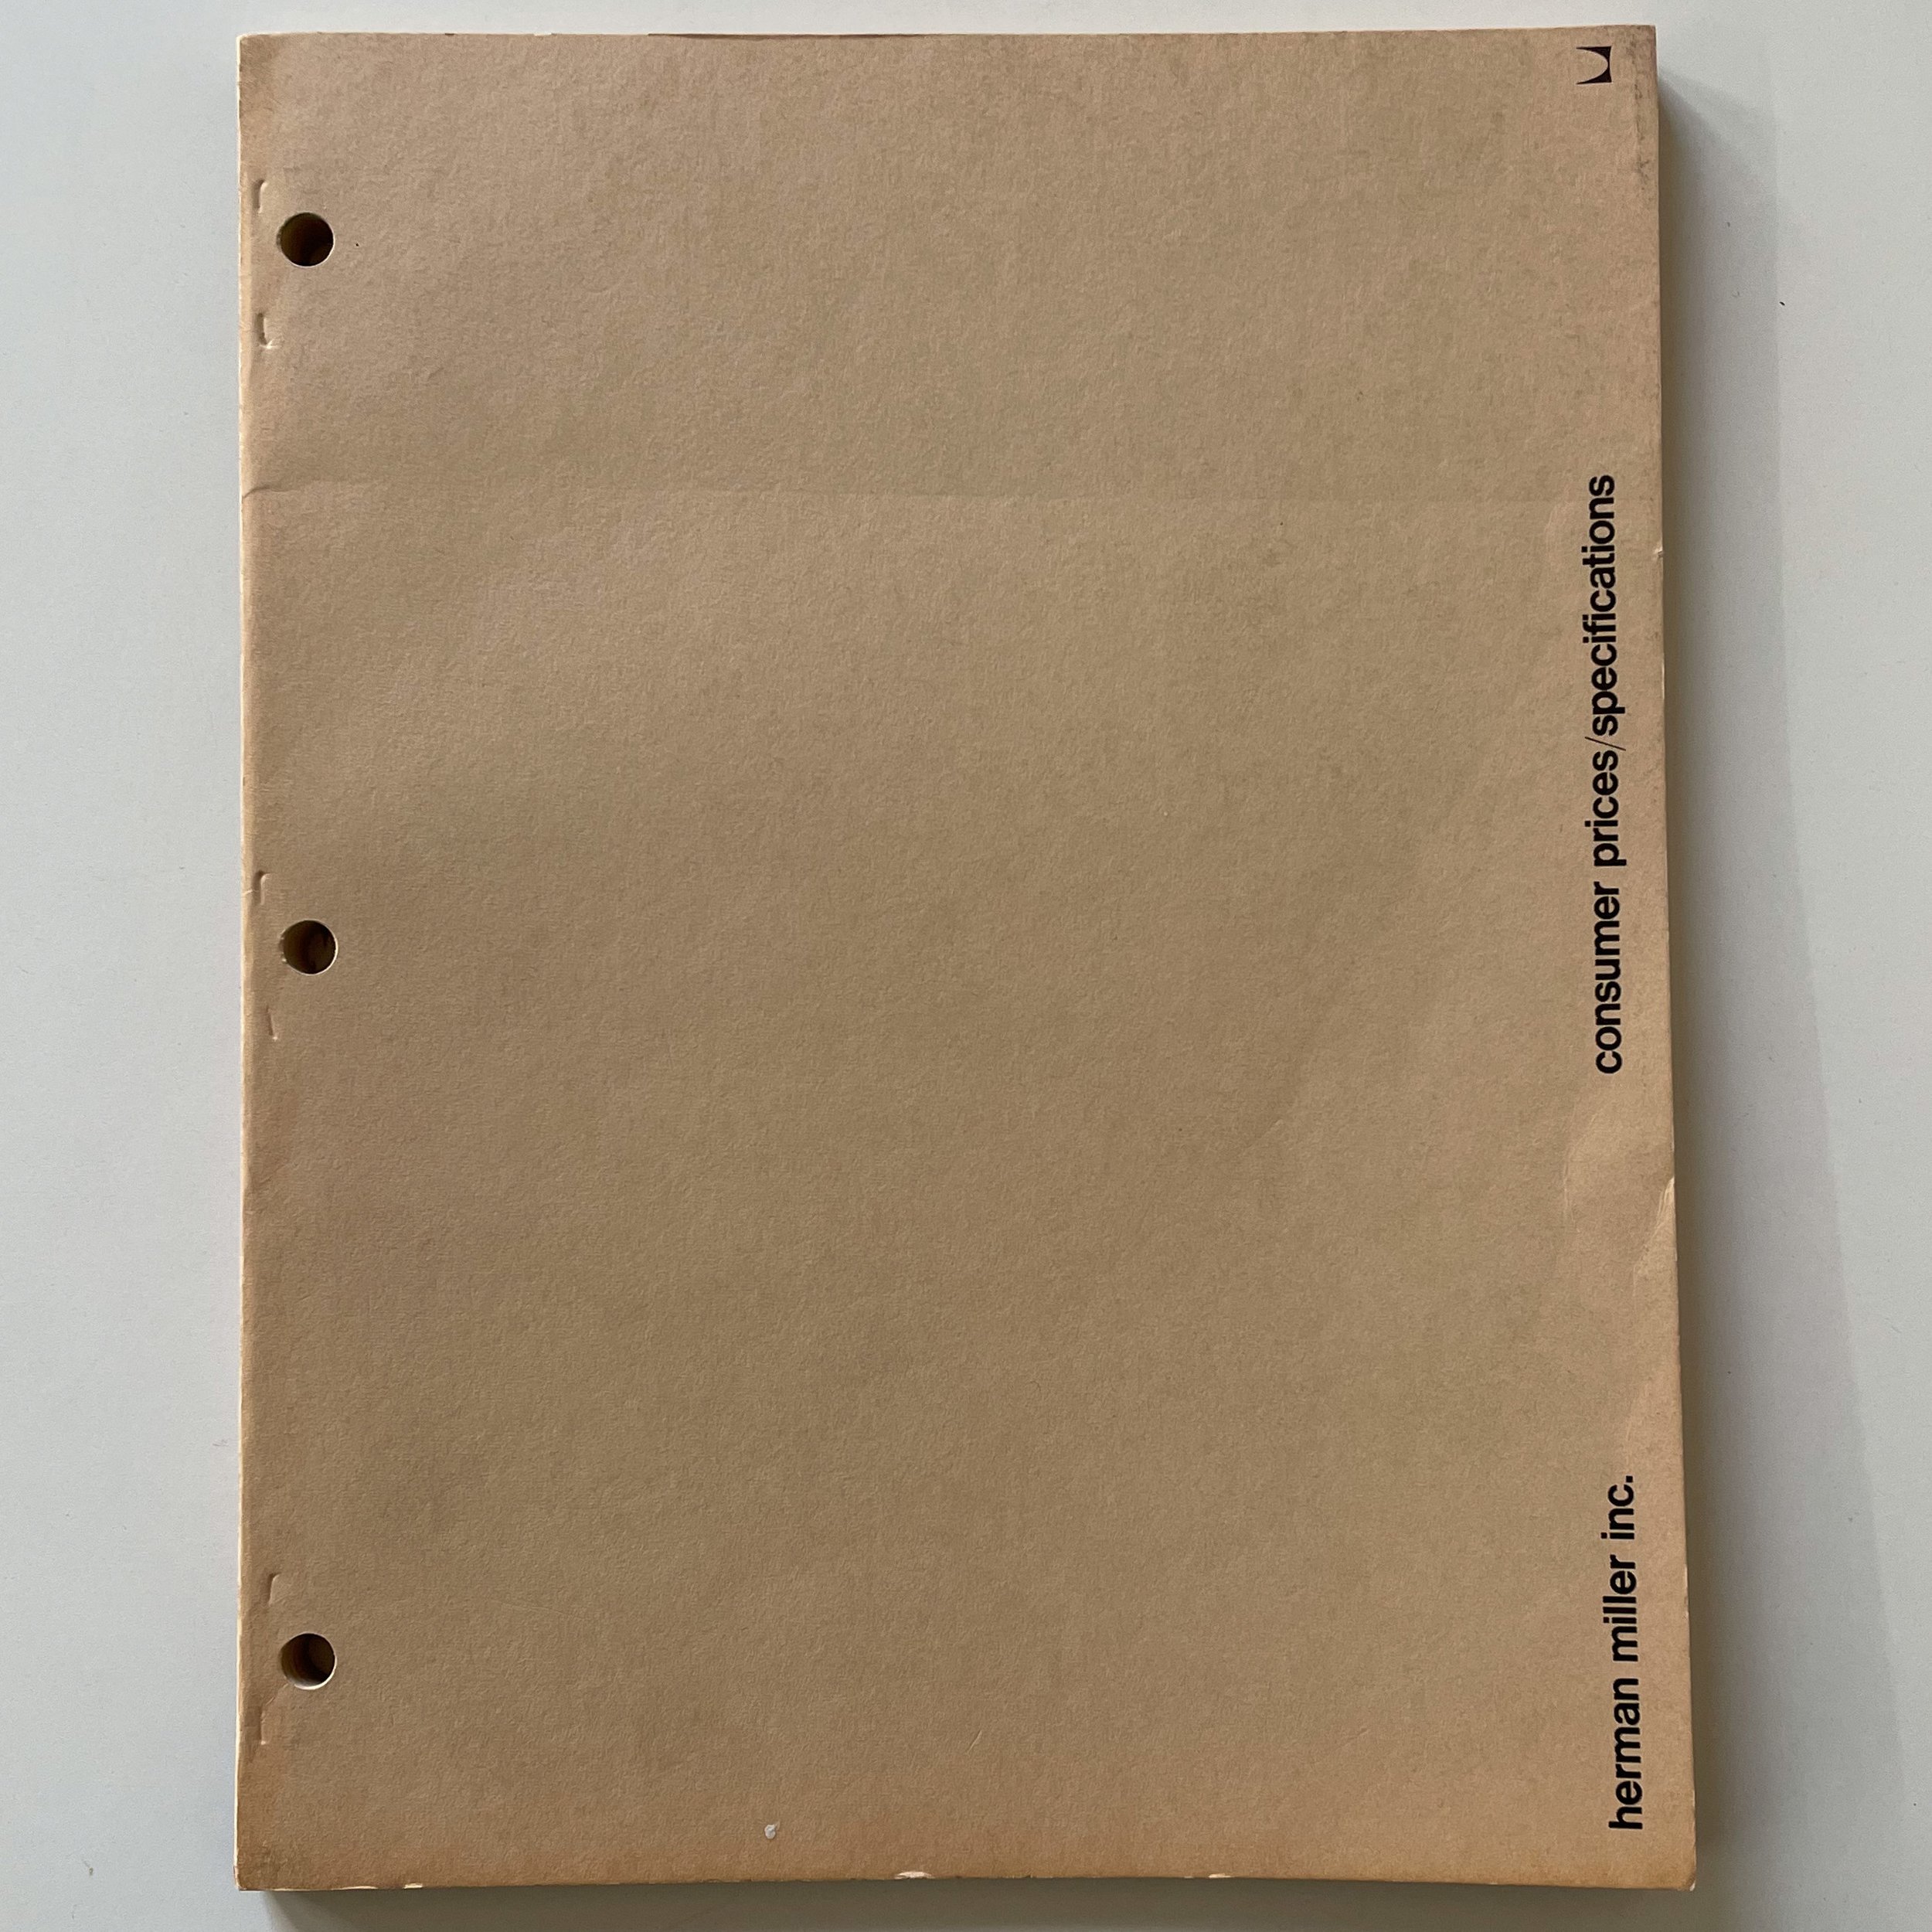 herman miller inc.
consumer prices/specifications